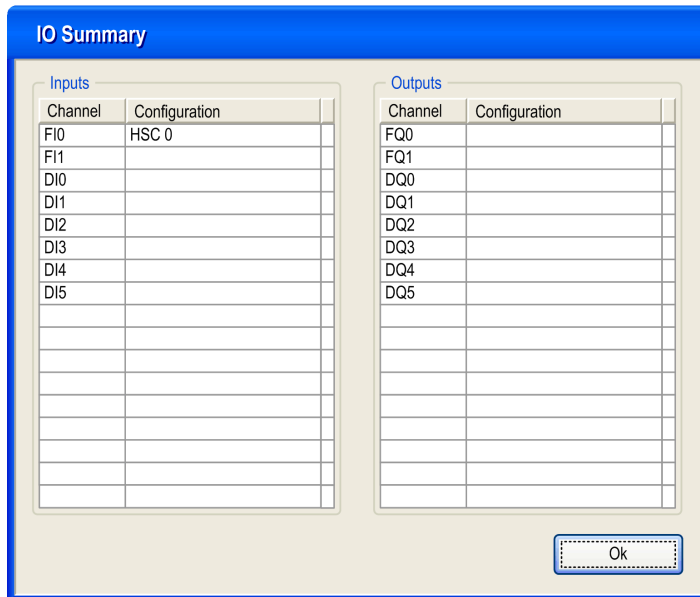 IO Summary
Inputs
Channel Configuration
FI0 HSC 0
FI1
DI0
DI1
DI2
DI3
DI4
DI5
Outputs
Channel Configuration
FQ0
FQ1
DQ0
DQ1
DQ2
DQ3
DQ4
DQ5
Ok